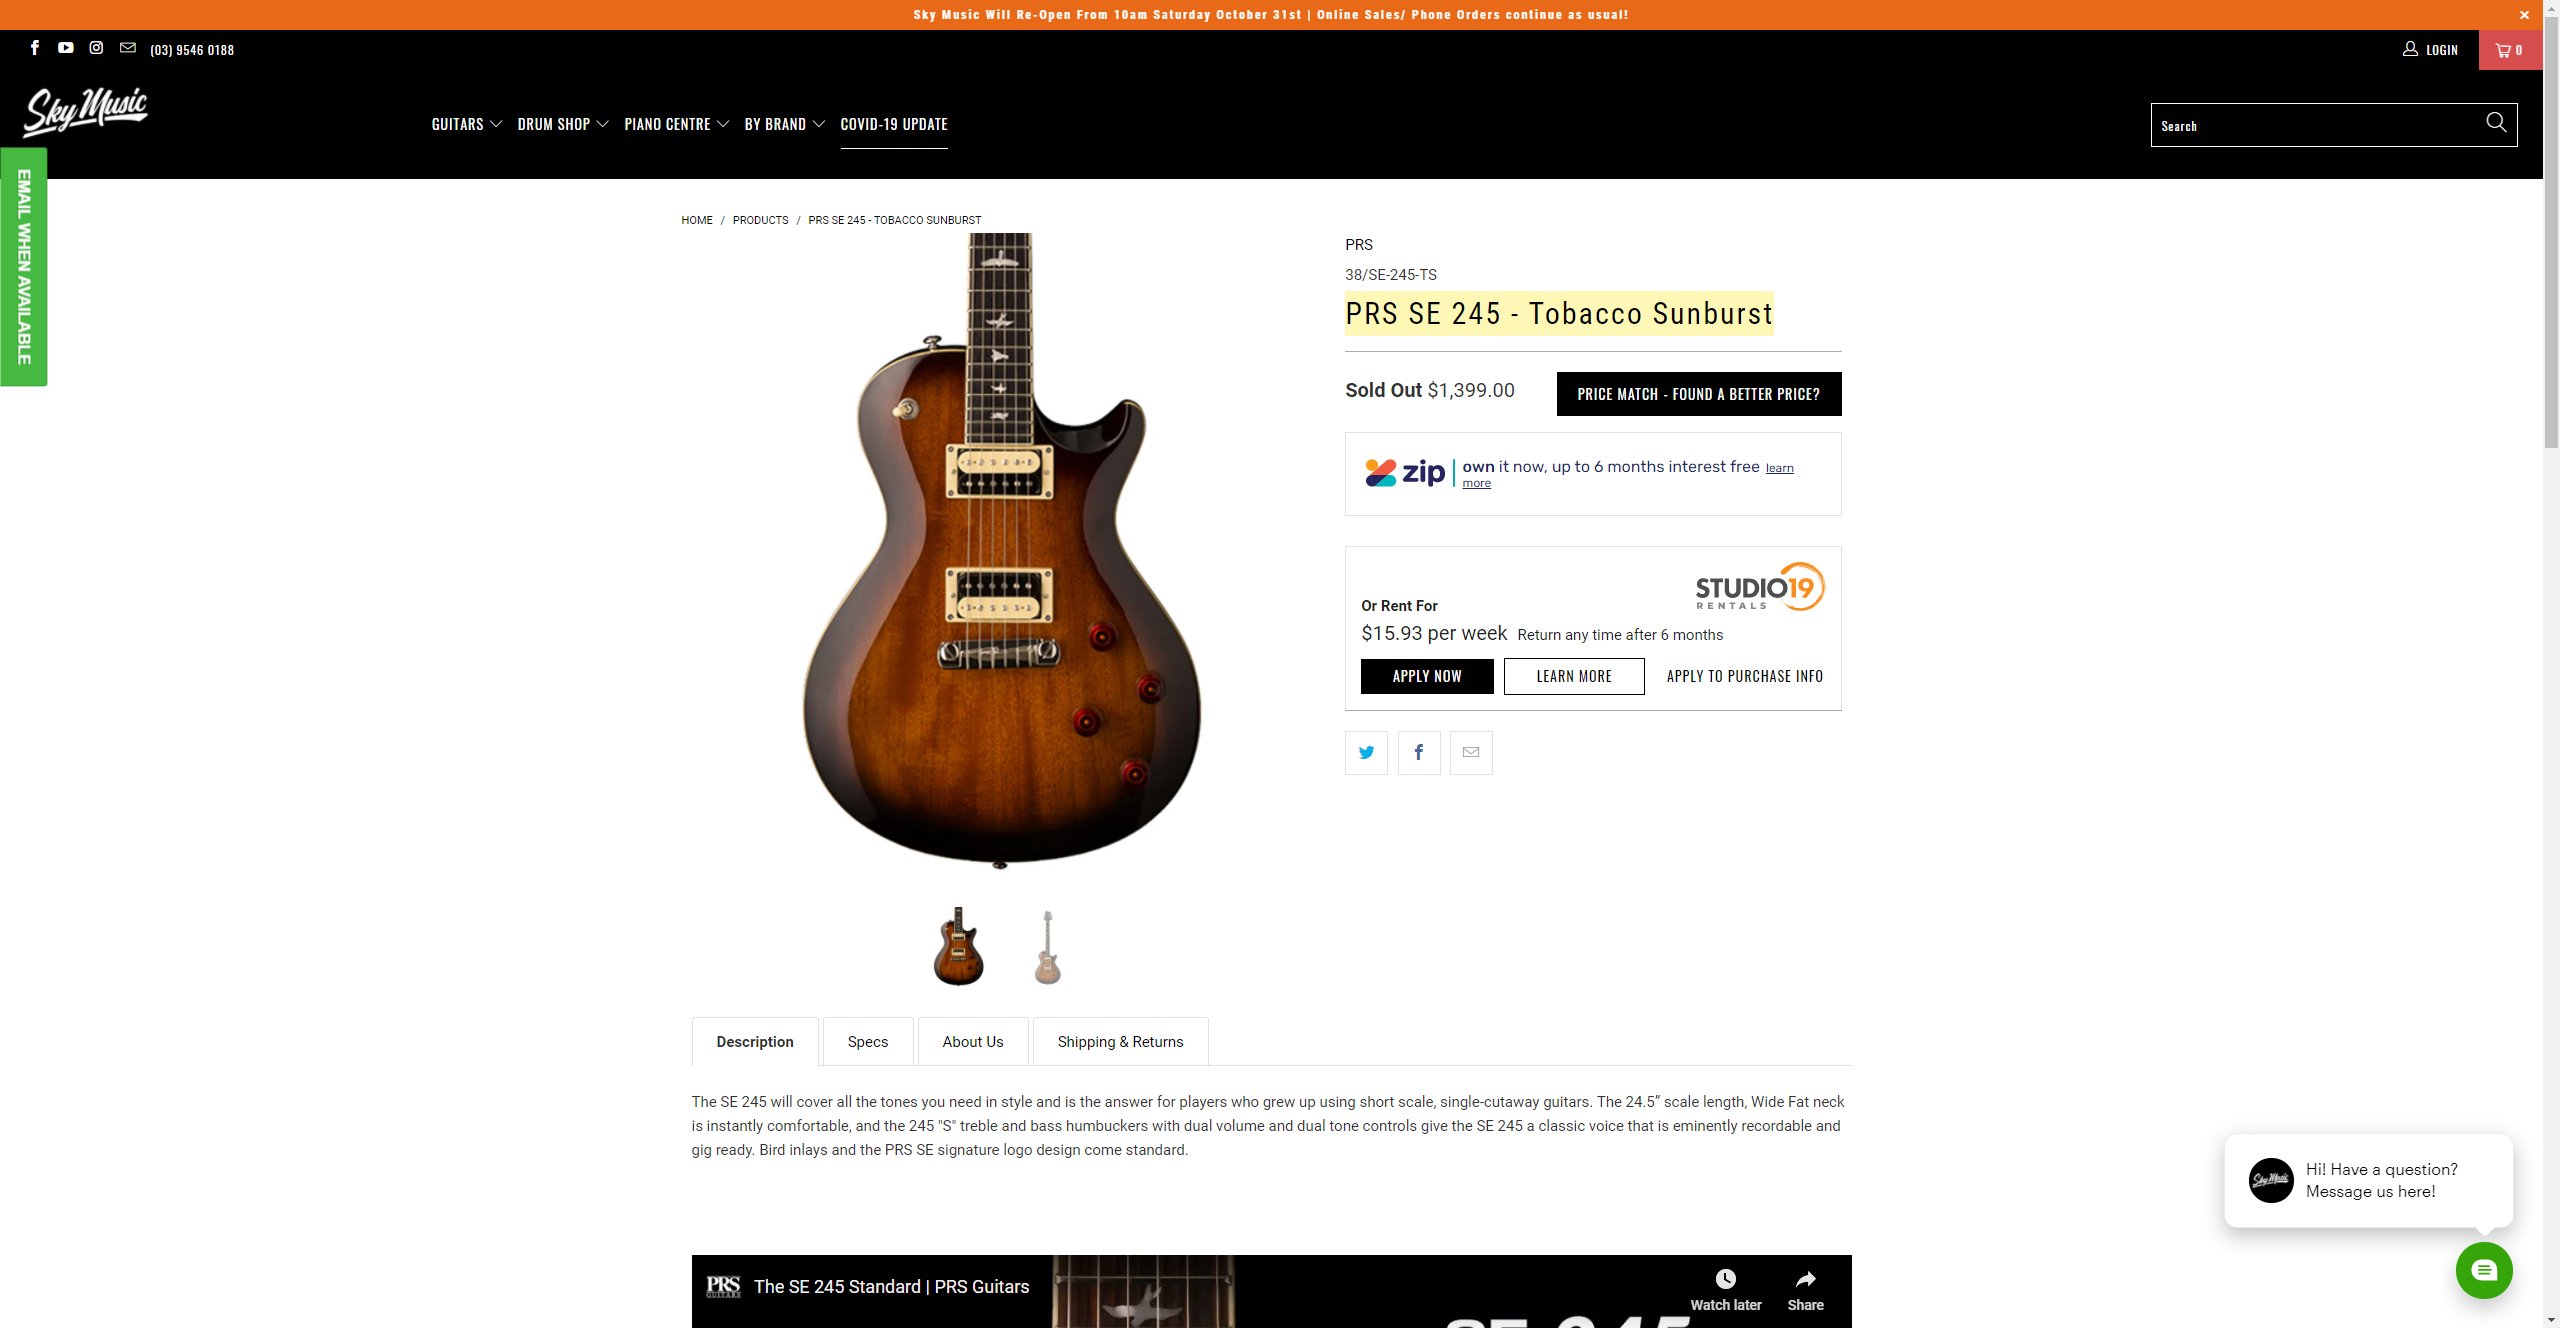 Sky Music Will Re-Open From 10am Saturday October 31st | Online Sales/ Phone Orders continue as usual!
(03) 9546 0188
LOGIN
0
Sky Music
GUITARS
DRUM SHOP
PIANO CENTRE
BY BRAND
COVID-19 UPDATE
Search
EMAIL WHEN AVAILABLE
HOME / PRODUCTS / PRS SE 245 - TOBACCO SUNBURST
PRS
38/SE-245-TS
PRS SE 245 - Tobacco Sunburst
Sold Out $1,399.00
PRICE MATCH - FOUND A BETTER PRICE?
zip own it now, up to 6 months interest free learn
more
STUDIO19
RENTALS
Or Rent For
$15.93 per week Return any time after 6 months
APPLY NOW
LEARN MORE
APPLY TO PURCHASE INFO
Description
Specs
About Us
Shipping & Returns
The SE 245 will cover all the tones you need in style and is the answer for players who grew up using short scale, single-cutaway guitars. The 24.5” scale length, Wide Fat neck
is instantly comfortable, and the 245 "S" treble and bass humbuckers with dual volume and dual tone controls give the SE 245 a classic voice that is eminently recordable and
gig ready. Bird inlays and the PRS SE signature logo design come standard.
Sky Music
Hi! Have a question?
Message us here!
PRS
GUITARS
The SE 245 Standard | PRS Guitars
Watch later
Share
SE 245